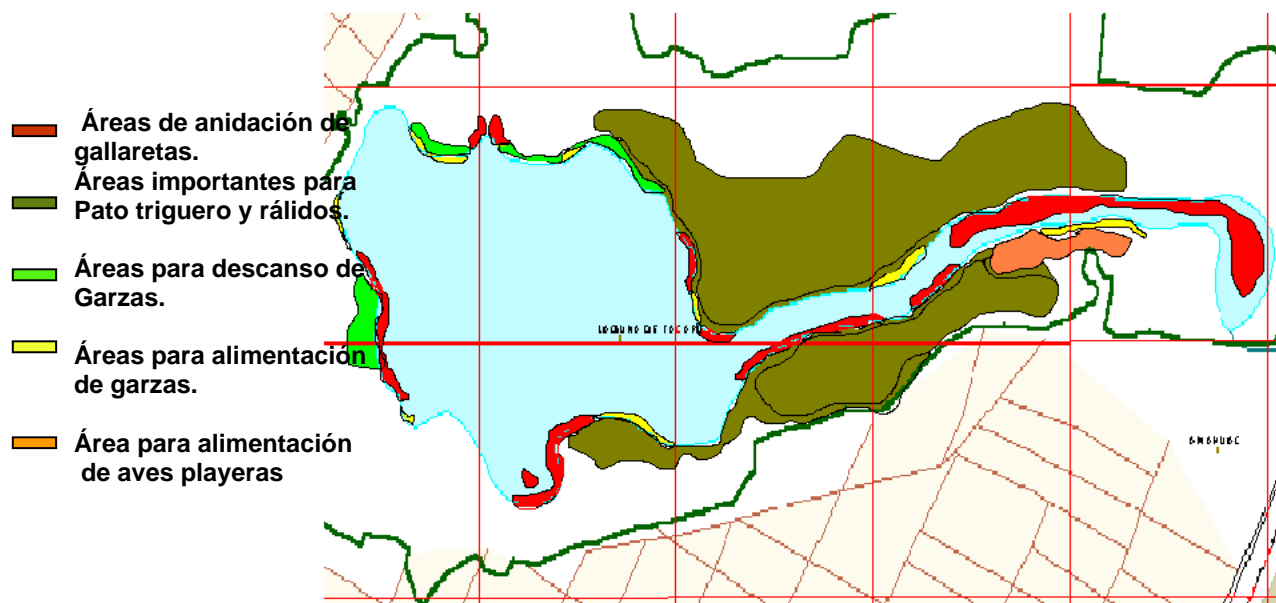 Áreas de anidación de
gallaretas.
Áreas importantes para
Pato triguero y rálidos.
Áreas para descanso de
Garzas.
Áreas para alimentación
de garzas.
Área para alimentación
de aves playeras